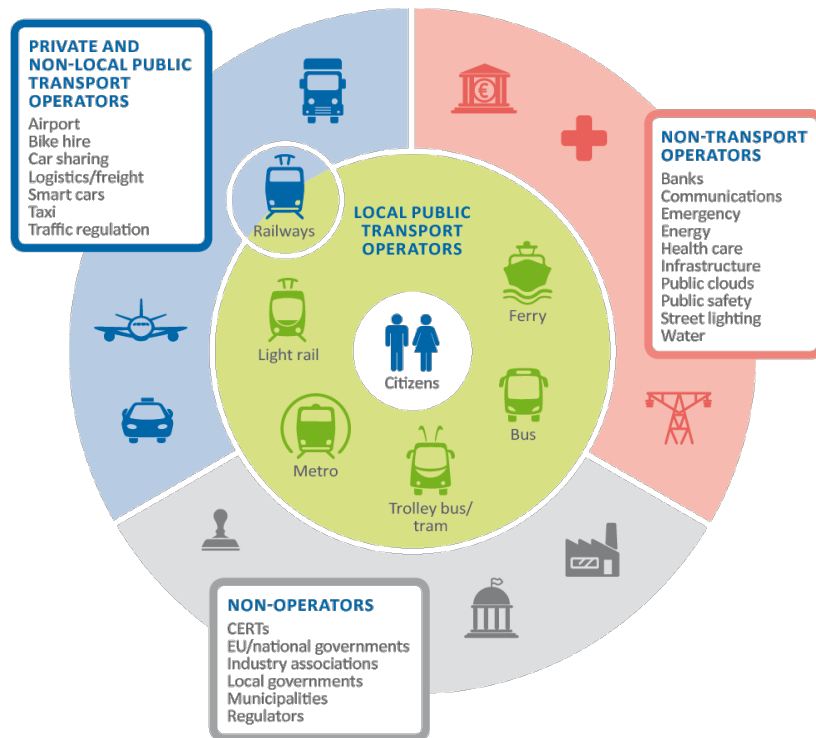 PRIVATE AND
NON-LOCAL PUBLIC
TRANSPORT
OPERATORS
Airport
Bike hire
Car sharing
Logistics/freight
Smart cars
Taxi
Traffic regulation
NON-TRANSPORT
OPERATORS
Banks
Communications
Emergency
Energy
Health care
Infrastructure
Public clouds
Public safety
Street lighting
Water
Railways
LOCAL PUBLIC
TRANSPORT
OPERATORS
Ferry
Light rail
Citizens
Bus
Metro
Trolley bus/
tram
NON-OPERATORS
CERTs
EU/national governments
Industry associations
Local governments
Municipalities
Regulators